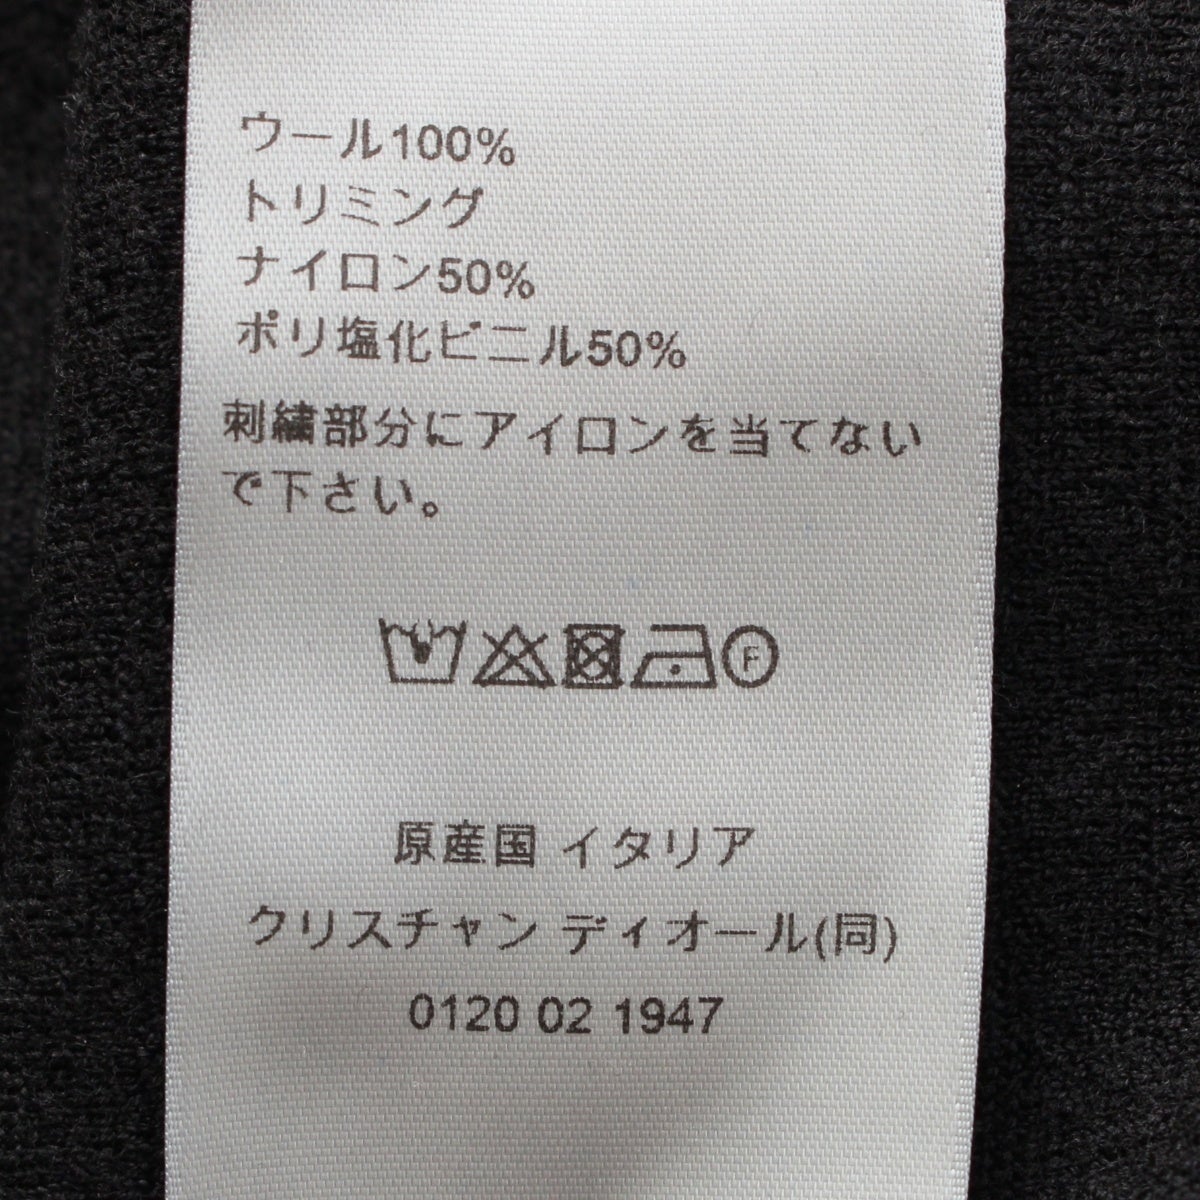 ウール100%
トリミング
ナイロン50%
ポリ塩化ビニル50%
刺繍部分にアイロンを当てない
で下さい。
F
原産国 イタリア
クリスチャン ディオール(同)
0120 02 1947